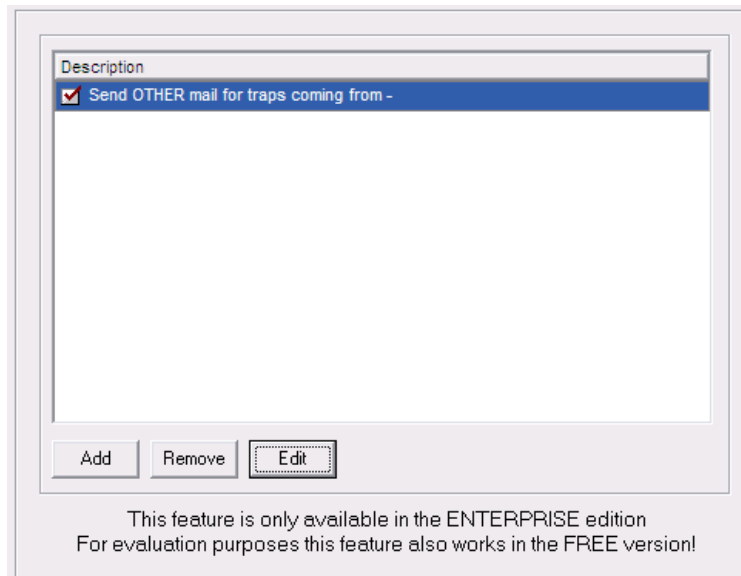 Description
Send OTHER mail for traps coming from -
Add Remove Edit
This feature is only available in the ENTERPRISE edition
For evaluation purposes this feature also works in the FREE version!